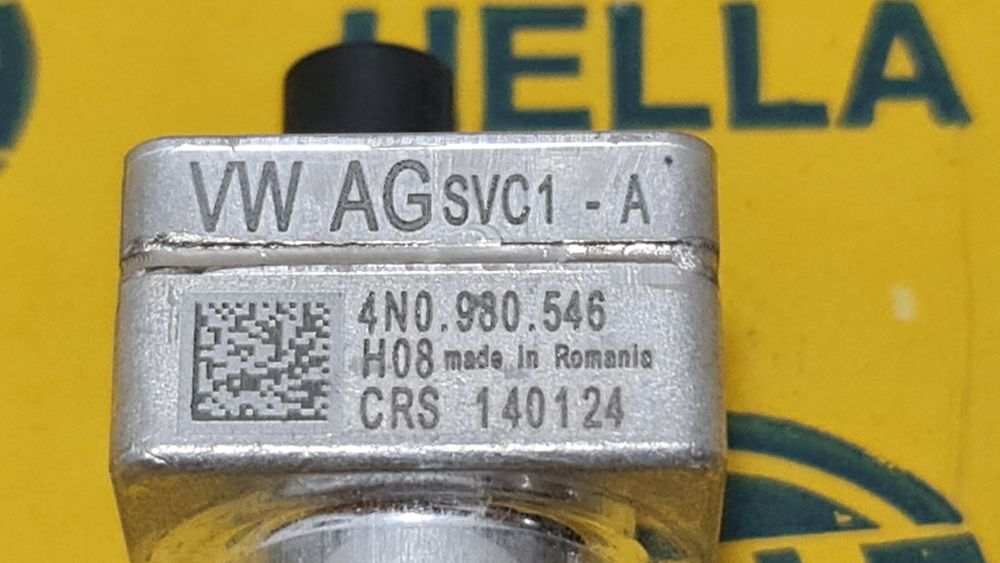 HELLA
VW AG SVC1 - A
4N0.980.546
H08 made in Romania
CRS 140124